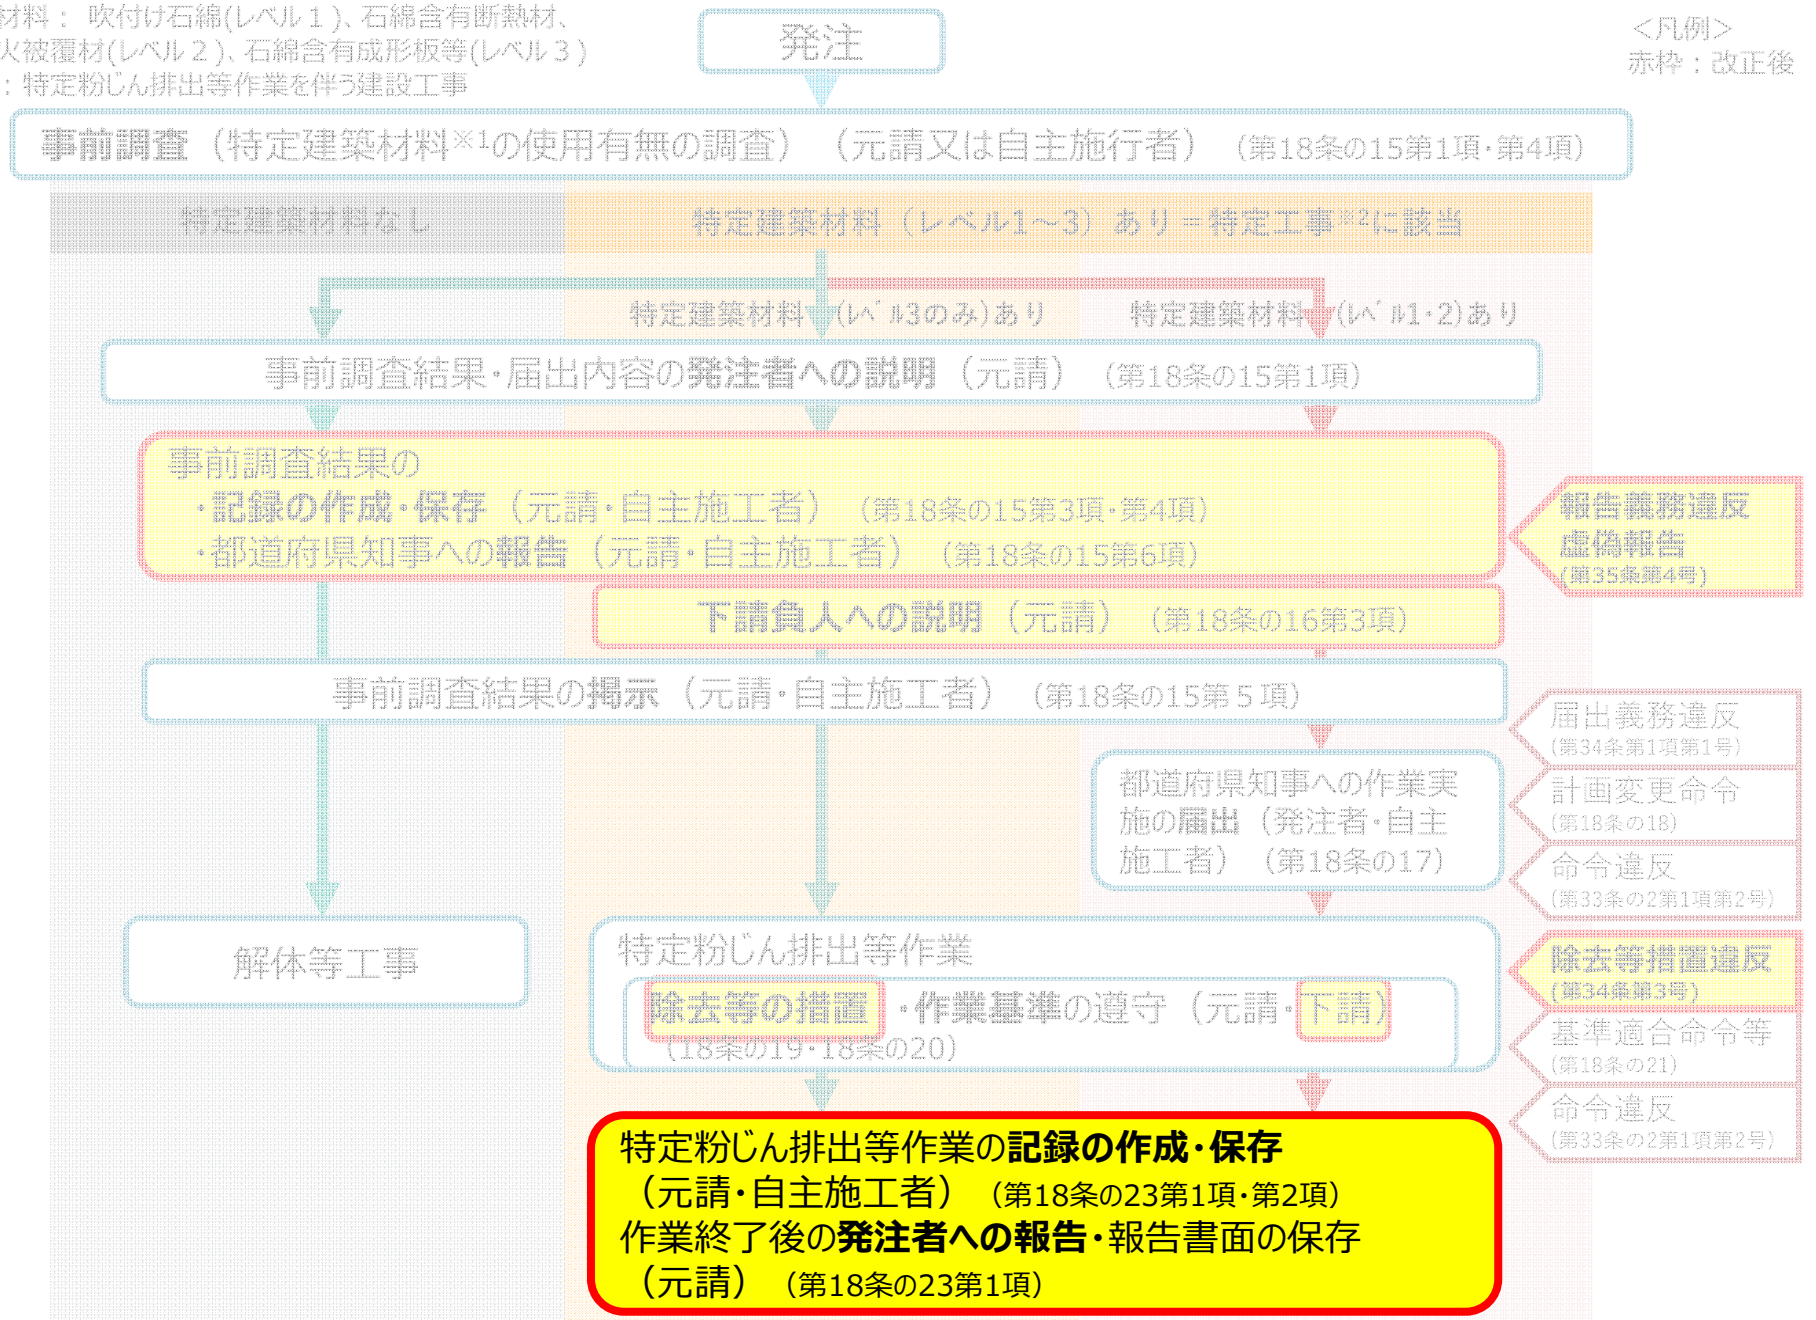 材料： 吹付け石綿(レベル１)、石綿含有断熱材、
火被覆材(レベル２)、石綿含有成形板等(レベル３)
：特定粉じん排出等作業を伴う建設工事
発注
＜凡例＞
赤枠：改正後
事前調査（特定建築材料※1の使用有無の調査）（元請又は自主施行者）（第18条の15第1項・第4項）
特定建築材料なし
特定建築材料（レベル1～3）あり＝特定工事※2に該当
特定建築材料 (ﾚﾍﾞﾙ3のみ)あり
特定建築材料 (ﾚﾍﾞﾙ1・2)あり
事前調査結果・届出内容の発注者への説明（元請）（第18条の15第1項）
事前調査結果の
・記録の作成・保存（元請・自主施工者）（第18条の15第3項・第4項）
・都道府県知事への報告（元請・自主施工者）（第18条の15第6項）
報告義務違反
虚偽報告
(第35条第4号)
下請負人への説明（元請）（第18条の16第3項）
事前調査結果の掲示（元請・自主施工者）（第18条の15第５項）
届出義務違反
(第34条第1項第1号)
都道府県知事への作業実
施の届出（発注者・自主
施工者）（第18条の17）
計画変更命令
(第18条の18)
命令違反
(第33条の2第1項第2号)
解体等工事
特定粉じん排出等作業
除去等の措置・作業基準の遵守（元請・下請）
（18条の19・18条の20）
除去等措置違反
(第34条第3号)
基準適合命令等
(第18条の21)
命令違反
(第33条の2第1項第2号)
特定粉じん排出等作業の記録の作成・保存
（元請・自主施工者）（第18条の23第1項・第2項）
作業終了後の発注者への報告・報告書面の保存
（元請）（第18条の23第1項）